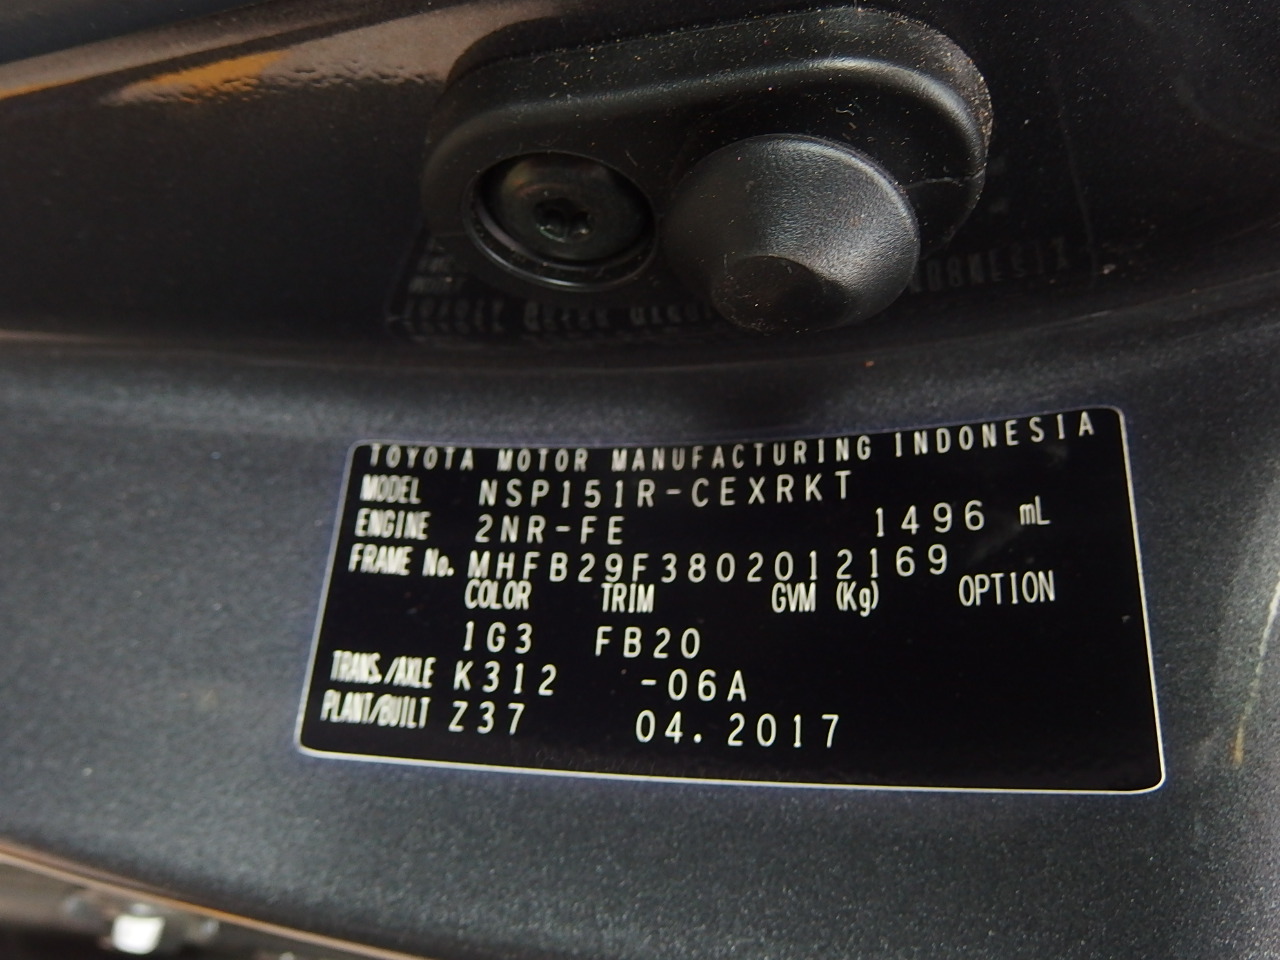 TOYOTA MOTOR MANUFACTURING INDONESIA
MODEL NSP151R-CEXRKT
ENGINE 2NR-FE 1496 mL
FRAME No. MHFB29F3802012169
COLOR TRIM GVM (Kg) OPTION
1G3 FB20
TRANS./AXLE K312 -06A
PLANT/BUILT Z37 04.2017